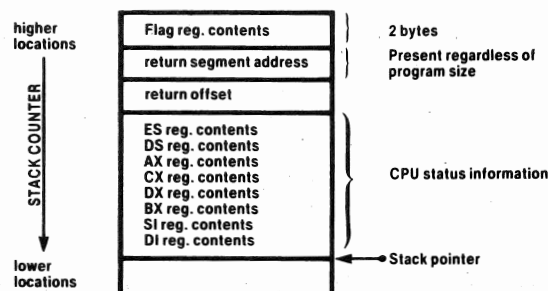 higher
locations
STACK COUNTER
lower
locations
Flag reg. contents
return segment address
return offset
ES reg. contents
DS reg. contents
AX reg. contents
CX reg. contents
DX reg. contents
BX reg. contents
SI reg. contents
DI reg. contents
2 bytes
Present regardless of
program size
CPU status information
Stack pointer